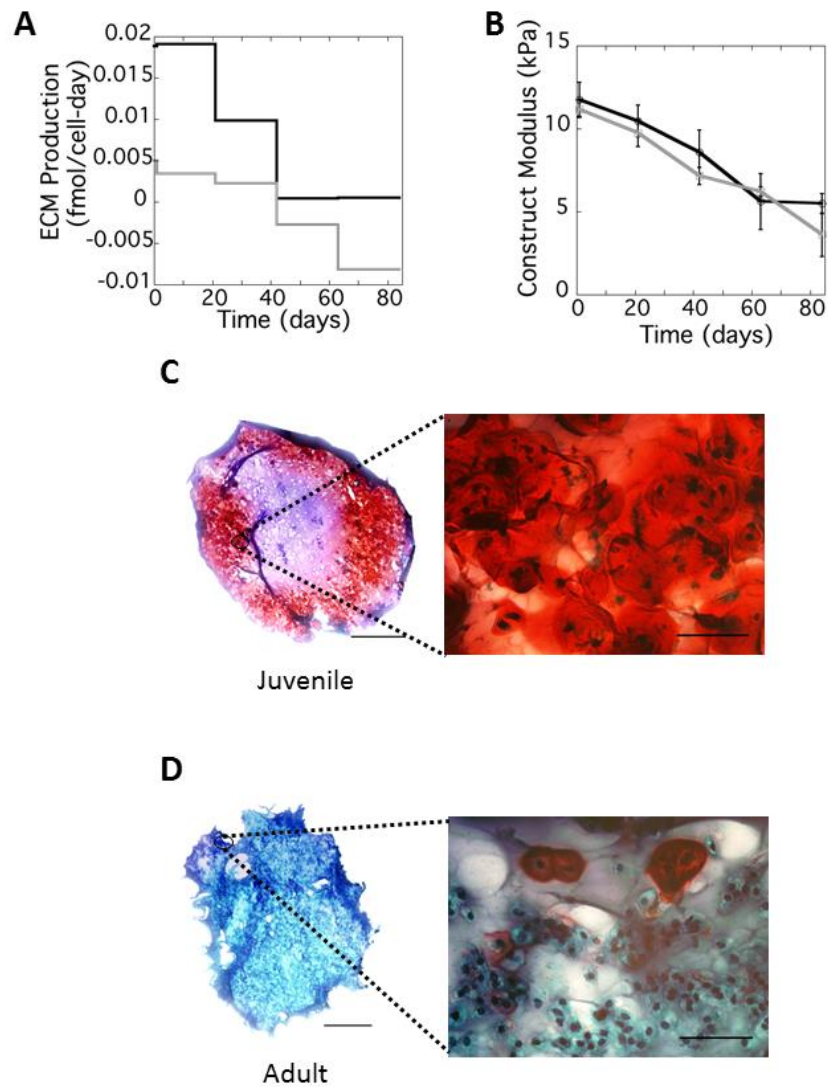 A
ECM Production
(fmol/cell-day)
0.02
0.015
0.01
0.005
0
-0.005
-0.01
0 20 40 60 80
Time (days)
B
Construct Modulus (kPa)
15
10
5
0
0 20 40 60 80
Time (days)
C
Juvenile
D
Adult